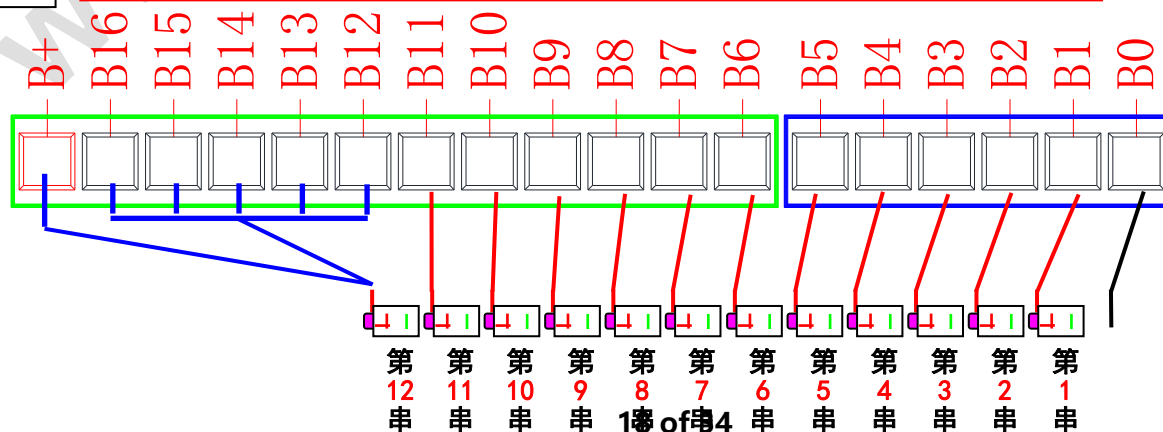 B+ B16 B15 B14 B13 B12 B11 B10 B9 B8 B7 B6 B5 B4 B3 B2 B1 B0
第 第 第 第 第 第 第 第 第 第 第 第
12 11 10 9 8 7 6 5 4 3 2 1
串 串 串 串 串 串 串 串 串 串 串 串
of